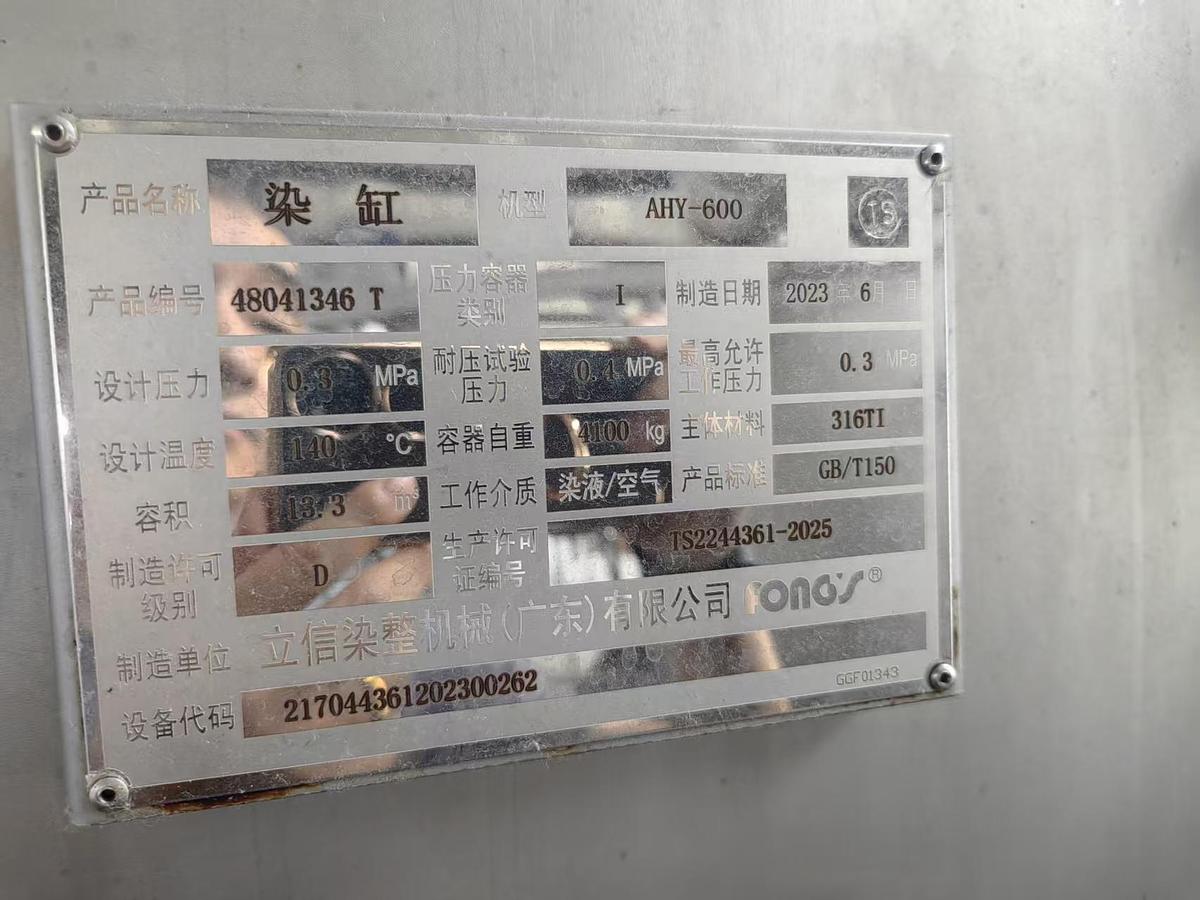 产品名称 染 缸 机型 AHY-600 TS
产品编号 48041346 T 压力容器类别 I 制造日期 2023 年 6 月 日
设计压力 0.3 MPa 耐压试验压力 0.4 MPa 最高允许工作压力 0.3 MPa
设计温度 140 ℃ 容器自重 4100 kg 主体材料 316TI
容积 13.3 m³ 工作介质 染液/空气 产品标准 GB/T150
制造许可级别 D 生产许可证编号 TS2244361-2025
制造单位 立信染整机械(广东)有限公司 FONG'S®
设备代码 217044361202300262 GGF01343